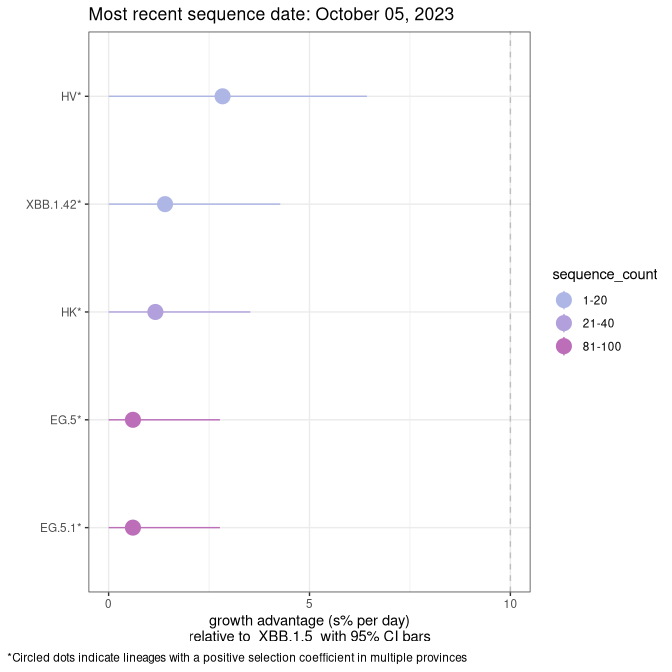 Most recent sequence date: October 05, 2023
HV*
XBB.1.42*
HK*
EG.5*
EG.5.1*
0
5
10
growth advantage (s% per day)
relative to  XBB.1.5  with 95% CI bars
sequence_count
1-20
21-40
81-100
*Circled dots indicate lineages with a positive selection coefficient in multiple provinces